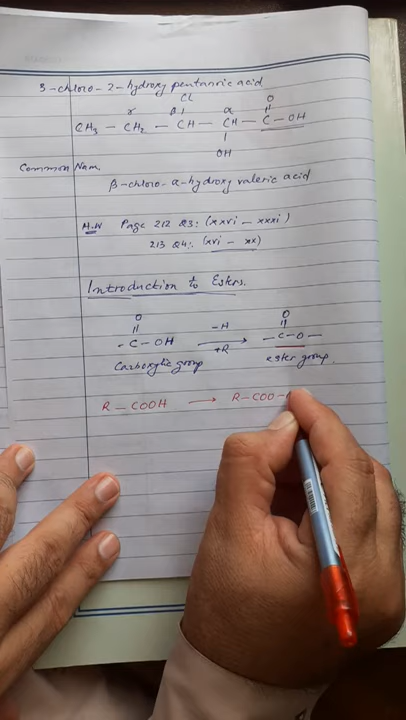 3-chloro-2-hydroxy pentanoic acid
Cl O
γ β | α ||
CH₃ — CH₂ — CH — CH — C — OH
|
OH
Common Nam.
β-chloro-α-hydroxy valeric acid
H.W Page 212 Q3: (xxvi — xxxi)
213 Q4: (xvi — xx)
Introduction to Esters.
O O
|| ||
- C — OH —H → — C — O —
+R
Carboxylic group ester group.
R — COOH → R — COO —